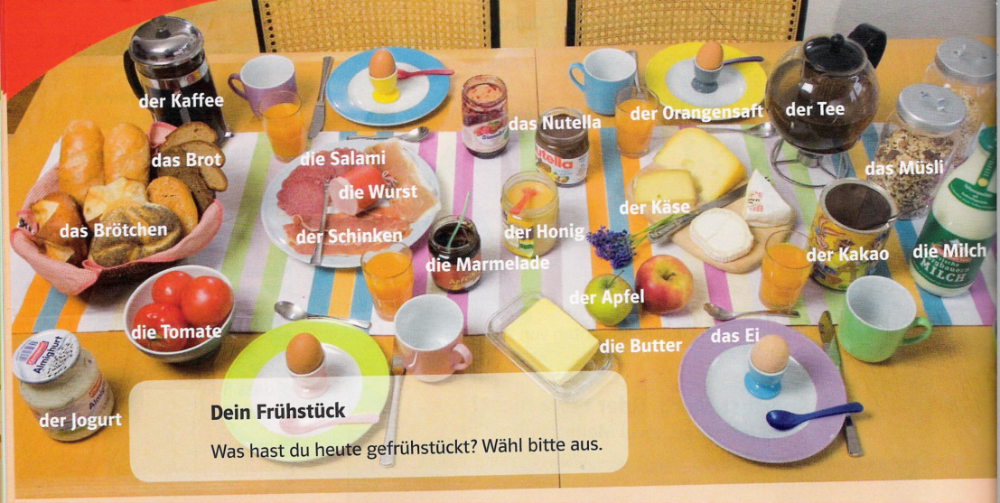 der Kaffee
das Nutella
der Orangensaft
der Tee
das Brot
die Salami
das Müsli
die Wurst
das Brötchen
der Schinken
der Käse
der Honig
nutella
die Marmelade
der Kakao
die Milch
MILCH
der Apfel
die Tomate
die Butter
das Ei
Almighurt
der Jogurt
Dein Frühstück
Was hast du heute gefrühstückt? Wähl bitte aus.